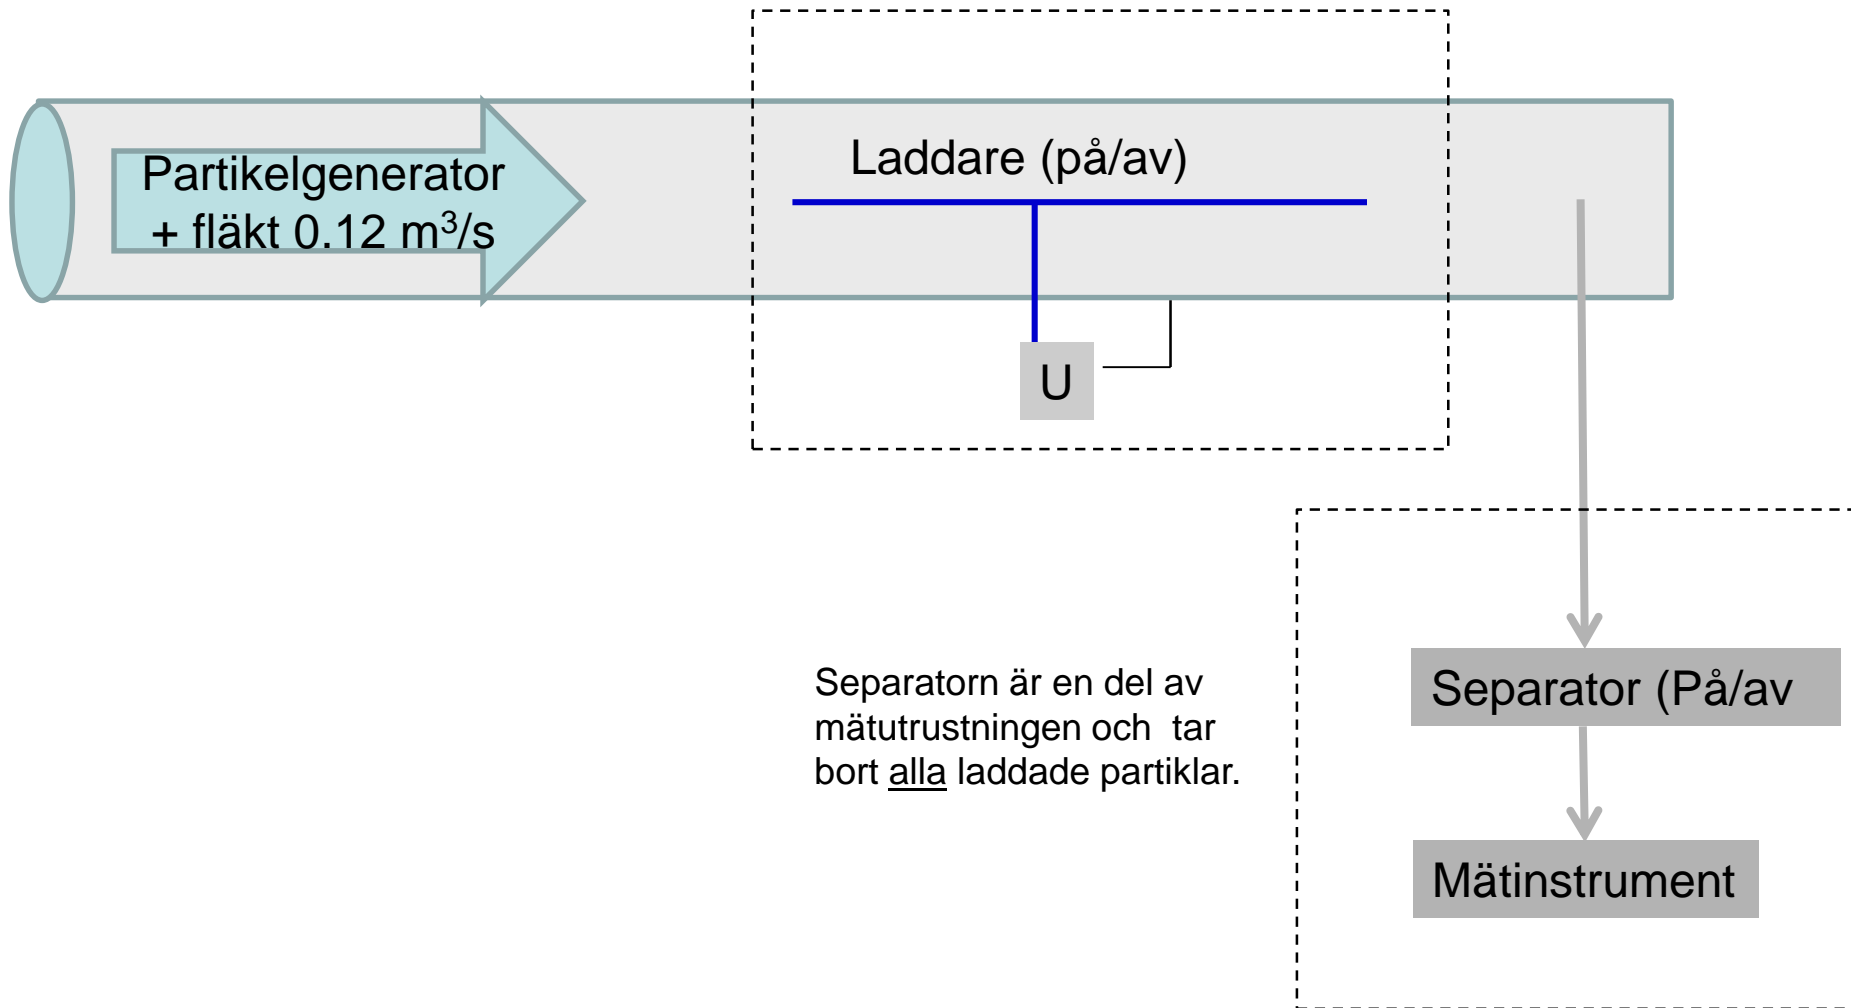 Laddare (på/av)
Partikelgenerator
+ fläkt 0.12 m³/s
U
Separatorn är en del av
mätutrustningen och tar
bort alla laddade partiklar.
Separator (På/av
Mätinstrument